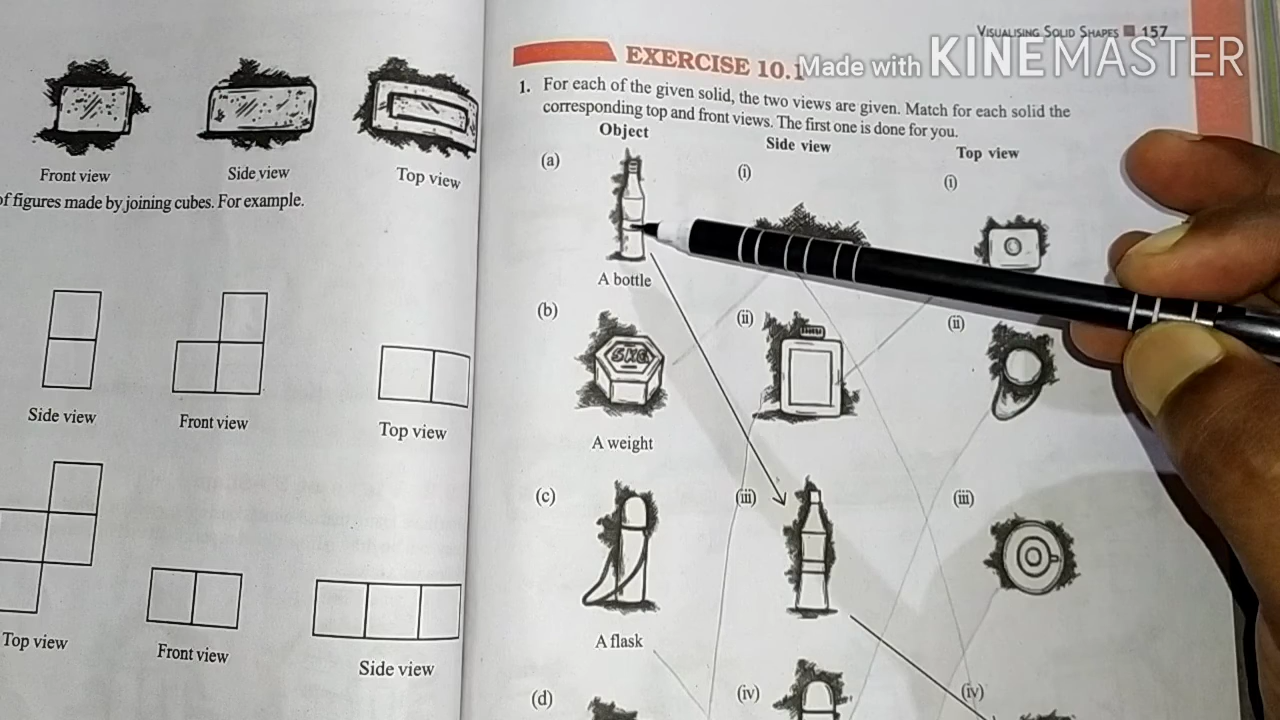 VISUALISING SOLID SHAPES 157
Made with KINEMASTER
EXERCISE 10.1
1. For each of the given solid, the two views are given. Match for each solid the
corresponding top and front views. The first one is done for you.
Object Side view Top view
(a) (i) (i)
A bottle
(b) (ii) (ii)
5KG
A weight
(c) (iii) (iii)
A flask
(d) (iv) (iv)
Front view Side view Top view
of figures made by joining cubes. For example.
Side view Front view Top view
Top view Front view Side view